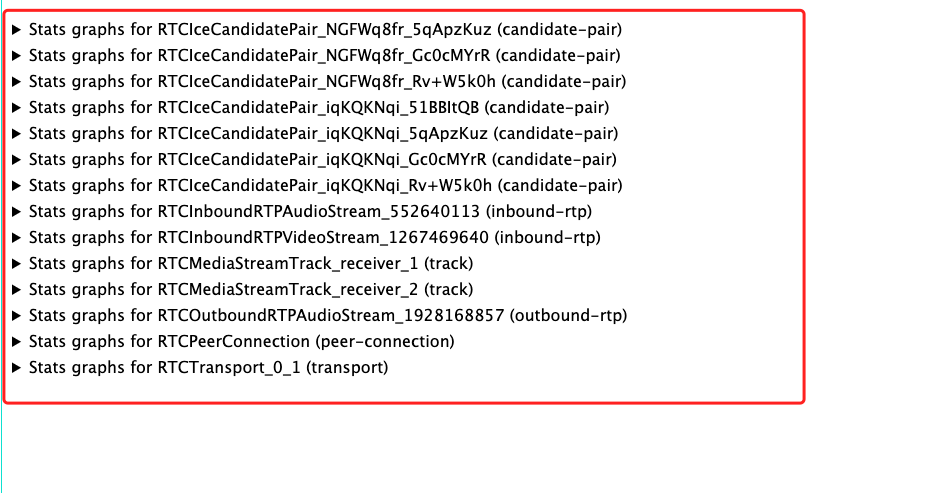 Stats graphs for RTCIceCandidatePair_NGFWq8fr_5qApzKuz (candidate-pair)
Stats graphs for RTCIceCandidatePair_NGFWq8fr_Gc0cMYrR (candidate-pair)
Stats graphs for RTCIceCandidatePair_NGFWq8fr_Rv+W5k0h (candidate-pair)
Stats graphs for RTCIceCandidatePair_iqKQKNqi_51BBItQB (candidate-pair)
Stats graphs for RTCIceCandidatePair_iqKQKNqi_5qApzKuz (candidate-pair)
Stats graphs for RTCIceCandidatePair_iqKQKNqi_Gc0cMYrR (candidate-pair)
Stats graphs for RTCIceCandidatePair_iqKQKNqi_Rv+W5k0h (candidate-pair)
Stats graphs for RTCInboundRTPAudioStream_552640113 (inbound-rtp)
Stats graphs for RTCInboundRTPVideoStream_1267469640 (inbound-rtp)
Stats graphs for RTCMediaStreamTrack_receiver_1 (track)
Stats graphs for RTCMediaStreamTrack_receiver_2 (track)
Stats graphs for RTCOutboundRTPAudioStream_1928168857 (outbound-rtp)
Stats graphs for RTCPeerConnection (peer-connection)
Stats graphs for RTCTransport_0_1 (transport)